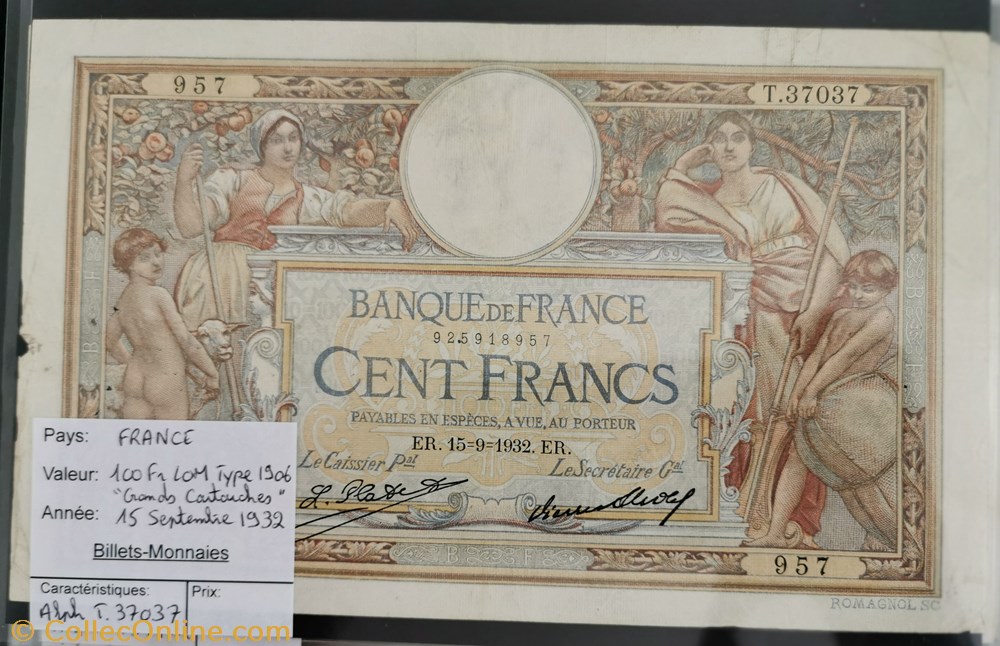 957
T.37037
BANQUE DE FRANCE
925918957
CENT FRANCS
PAYABLES EN ESPÈCES, A VUE, AU PORTEUR
ER. 15=9=1932. ER.
Le Caissier Pal
Le Secrétaire Gal
957
ROMAGNOL SC
Pays: FRANCE
Valeur: 100 Fr LOM Type 1906
"Grands Cartouches"
Année: 15 Septembre 1932
Billets-Monnaies
Caractéristiques:
Prix:
Alph T. 37037
© CollecOnline.com